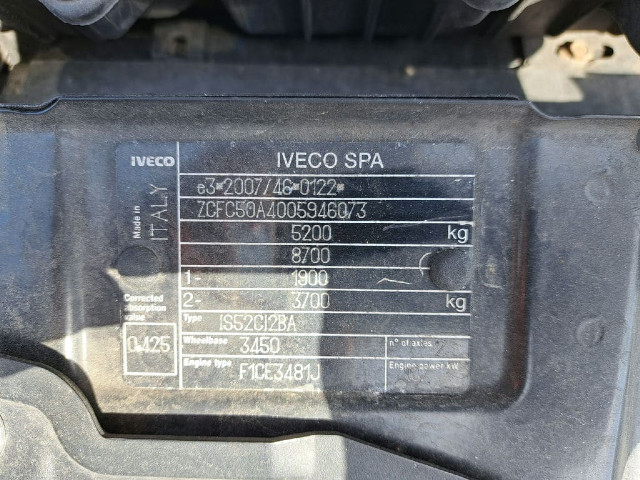 IVECO
IVECO SPA
Made in
ITALY
e3*2007/46*0122*
ZCFC50A4005946073
5200 kg
8700
1- 1900
2- 3700 kg
Corrected
absorption
value
0.425
Type IS52CI2BA
Wheelbase 3450
n° of axles
Engine type F1CE3481J
Engine power kW